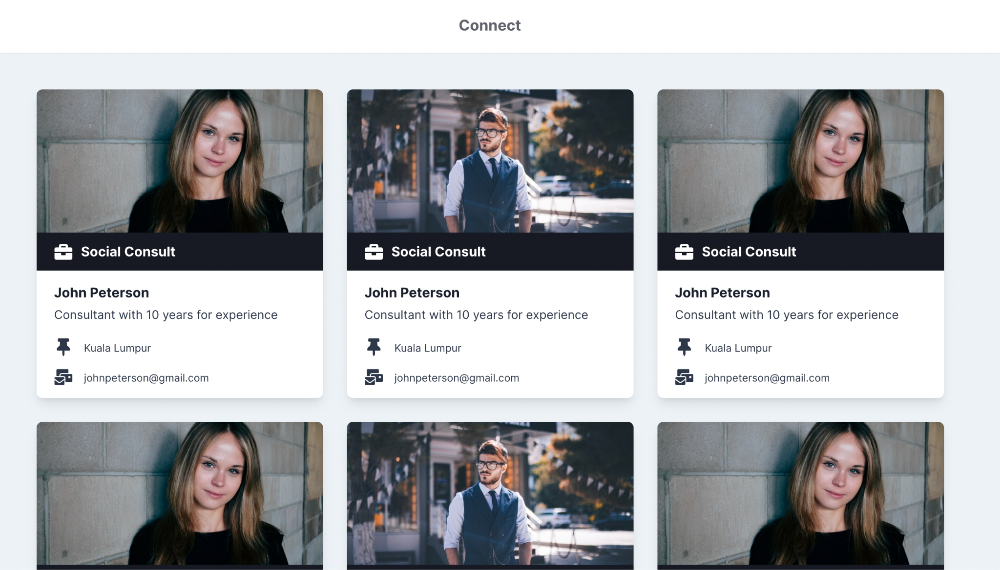 Connect
Social Consult
John Peterson
Consultant with 10 years for experience
Kuala Lumpur
johnpeterson@gmail.com
Social Consult
John Peterson
Consultant with 10 years for experience
Kuala Lumpur
johnpeterson@gmail.com
Social Consult
John Peterson
Consultant with 10 years for experience
Kuala Lumpur
johnpeterson@gmail.com